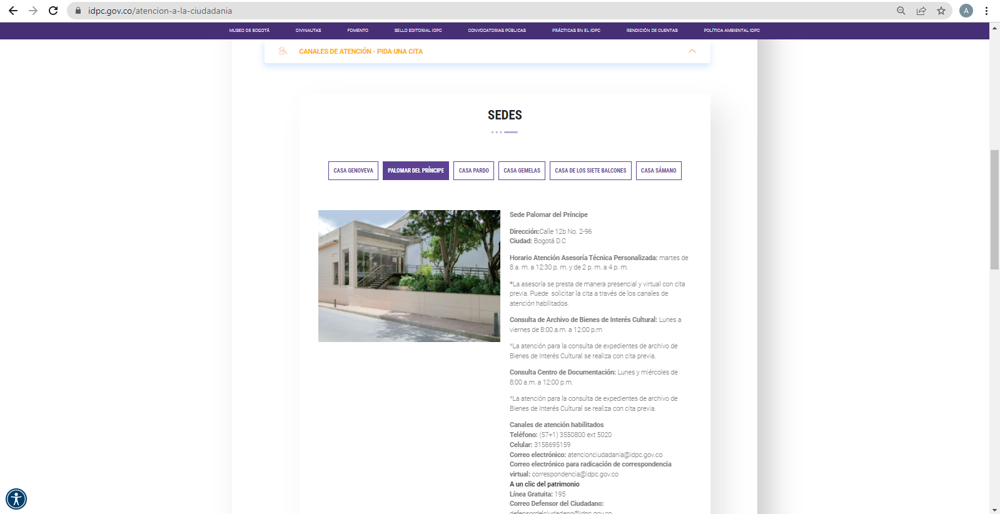 idpc.gov.co/atencion-a-la-ciudadania
A
MUSEO DE BOGOTÁ CIVINAUTAS FOMENTO SELLO EDITORIAL IDPC CONVOCATORIAS PÚBLICAS PRÁCTICAS EN EL IDPC RENDICIÓN DE CUENTAS POLÍTICA AMBIENTAL IDPC
CANALES DE ATENCIÓN - PIDA UNA CITA
SEDES
CASA GENOVEVA PALOMAR DEL PRÍNCIPE CASA PARDO CASA GEMELAS CASA DE LOS SIETE BALCONES CASA SÁMANO
Sede Palomar del Príncipe
Dirección:Calle 12b No. 2-96
Ciudad: Bogotá D.C
Horario Atención Asesoría Técnica Personalizada: martes de
8 a. m. a 12:30 p. m. y de 2 p. m. a 4 p. m.
*La asesoría se presta de manera presencial y virtual con cita
previa. Puede solicitar la cita a través de los canales de
atención habilitados.
Consulta de Archivo de Bienes de Interés Cultural: Lunes a
viernes de 8:00 a.m. a 12:00 p.m
*La atención para la consulta de expedientes de archivo de
Bienes de Interés Cultural se realiza con cita previa.
Consulta Centro de Documentación: Lunes y miércoles de
8:00 a.m. a 12:00 p.m.
*La atención para la consulta de expedientes de archivo de
Bienes de Interés Cultural se realiza con cita previa.
Canales de atención habilitados
Teléfono: (57+1) 3550800 ext 5020
Celular: 3158695159
Correo electrónico: atencionciudadania@idpc.gov.co
Correo electrónico para radicación de correspondencia
virtual: correspondencia@idpc.gov.co
A un clic del patrimonio
Línea Gratuita: 195
Correo Defensor del Ciudadano:
defensordelciudadano@idpc.gov.co